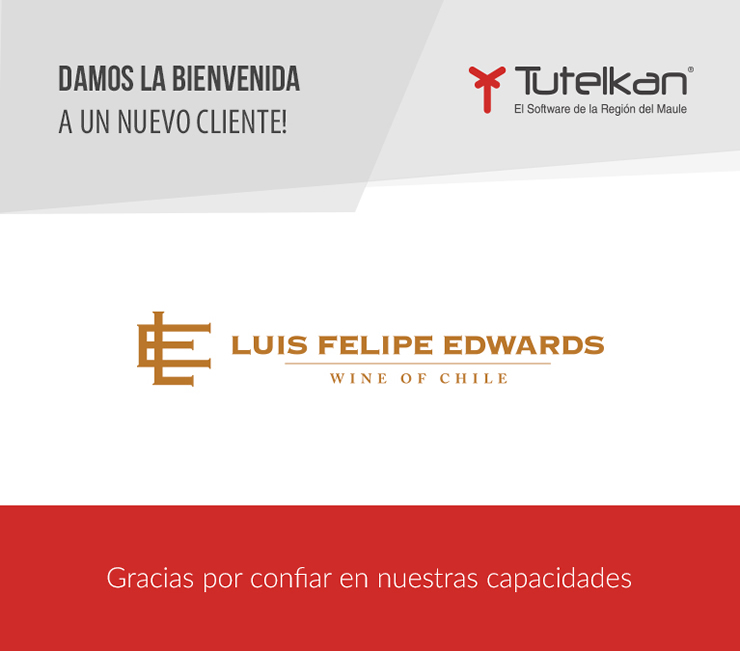 DAMOS LA BIENVENIDA
A UN NUEVO CLIENTE!
Tutelkan®
El Software de la Región del Maule
LUIS FELIPE EDWARDS
WINE OF CHILE
Gracias por confiar en nuestras capacidades